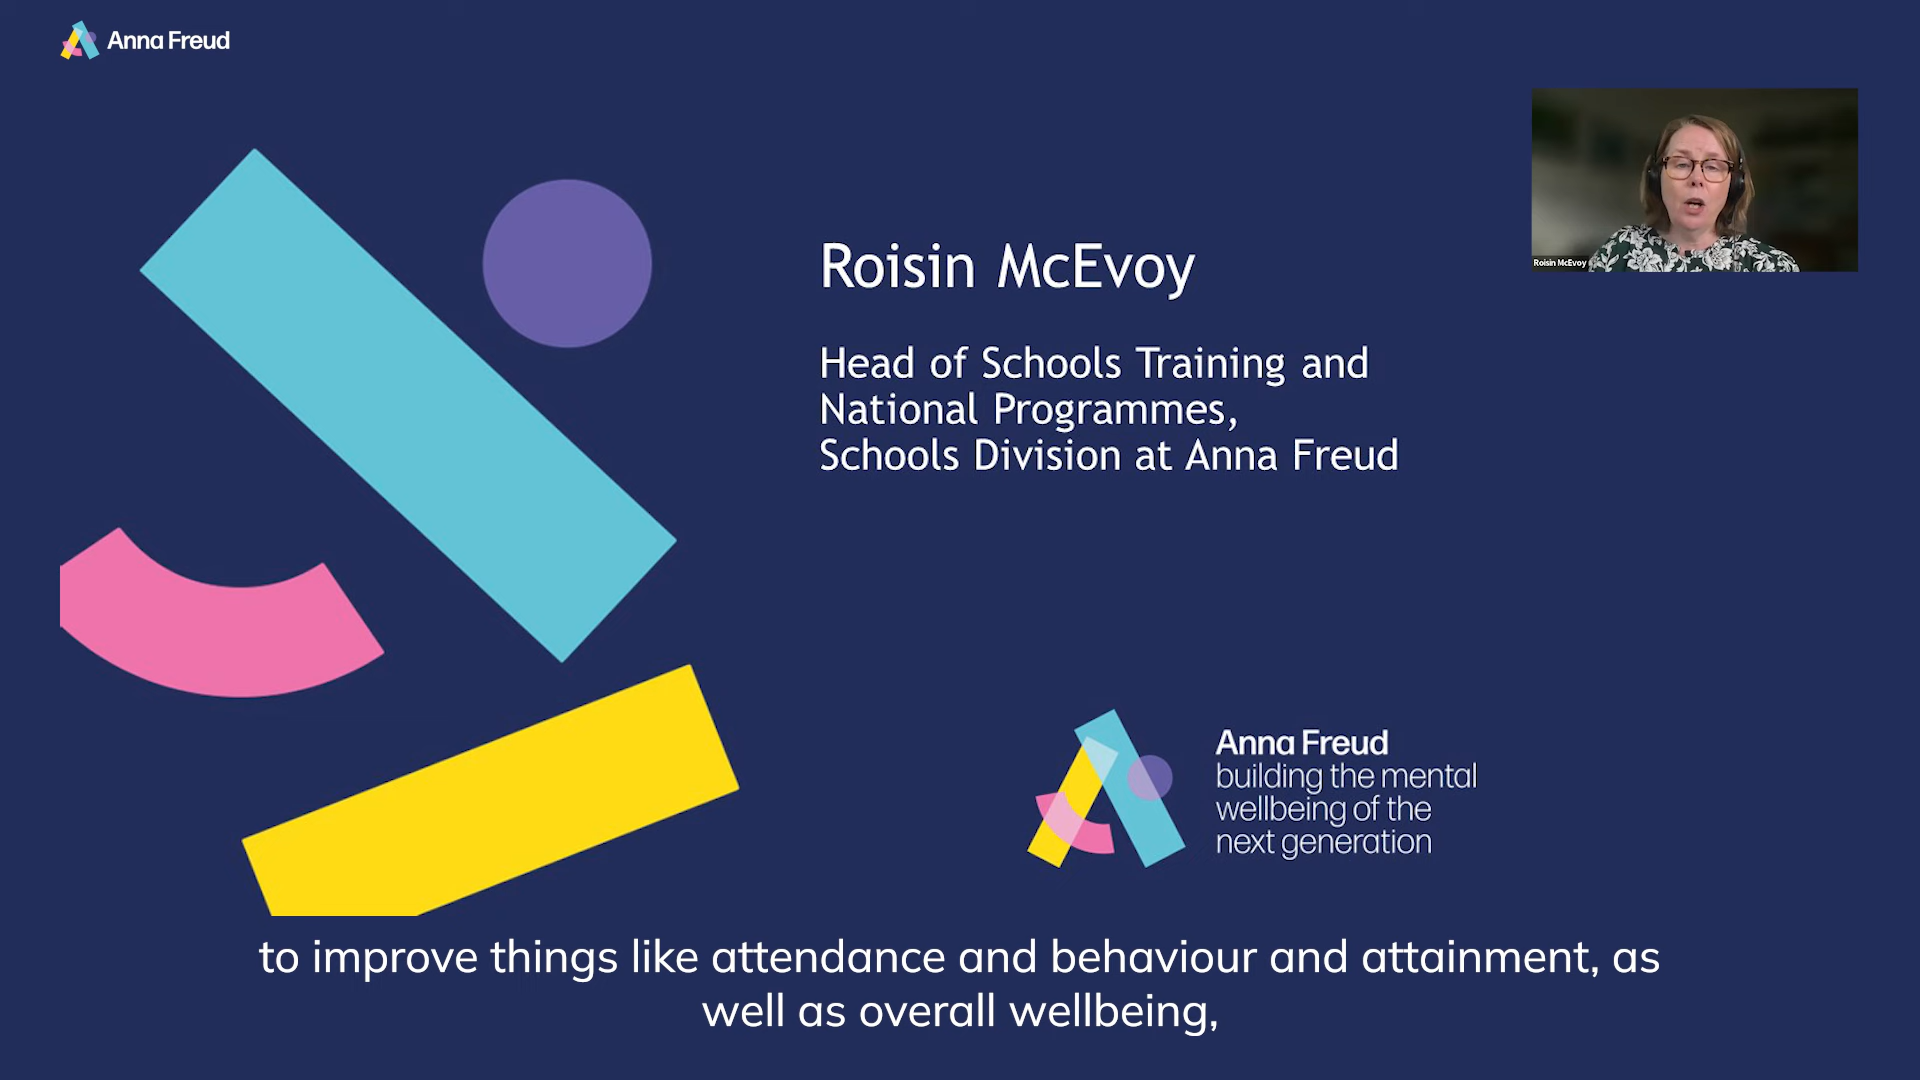 Anna Freud
Roisin McEvoy
Roisin McEvoy
Head of Schools Training and
National Programmes,
Schools Division at Anna Freud
Anna Freud
building the mental
wellbeing of the
next generation
to improve things like attendance and behaviour and attainment, as
well as overall wellbeing,